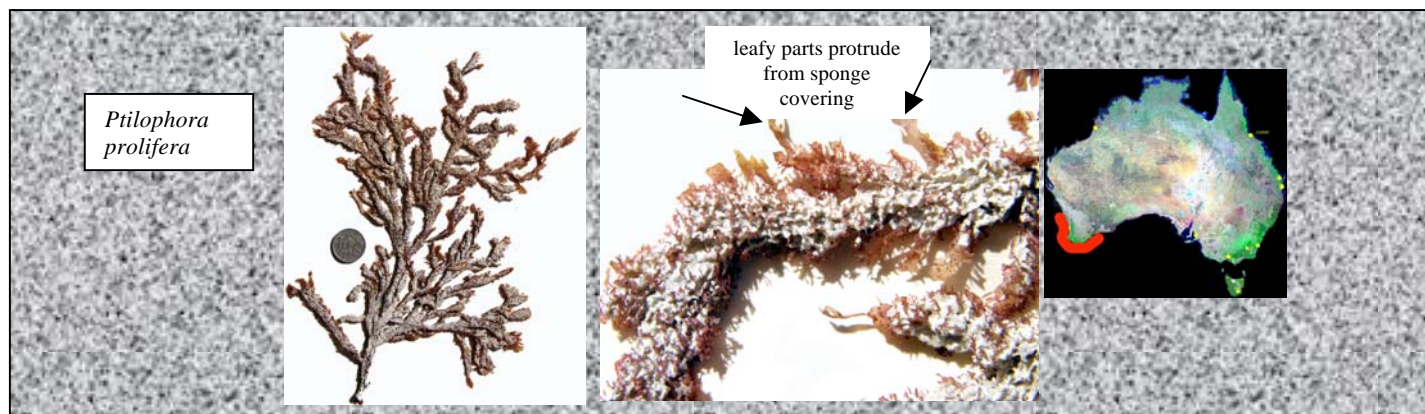 Ptilophora
prolifera
leafy parts protrude
from sponge
covering